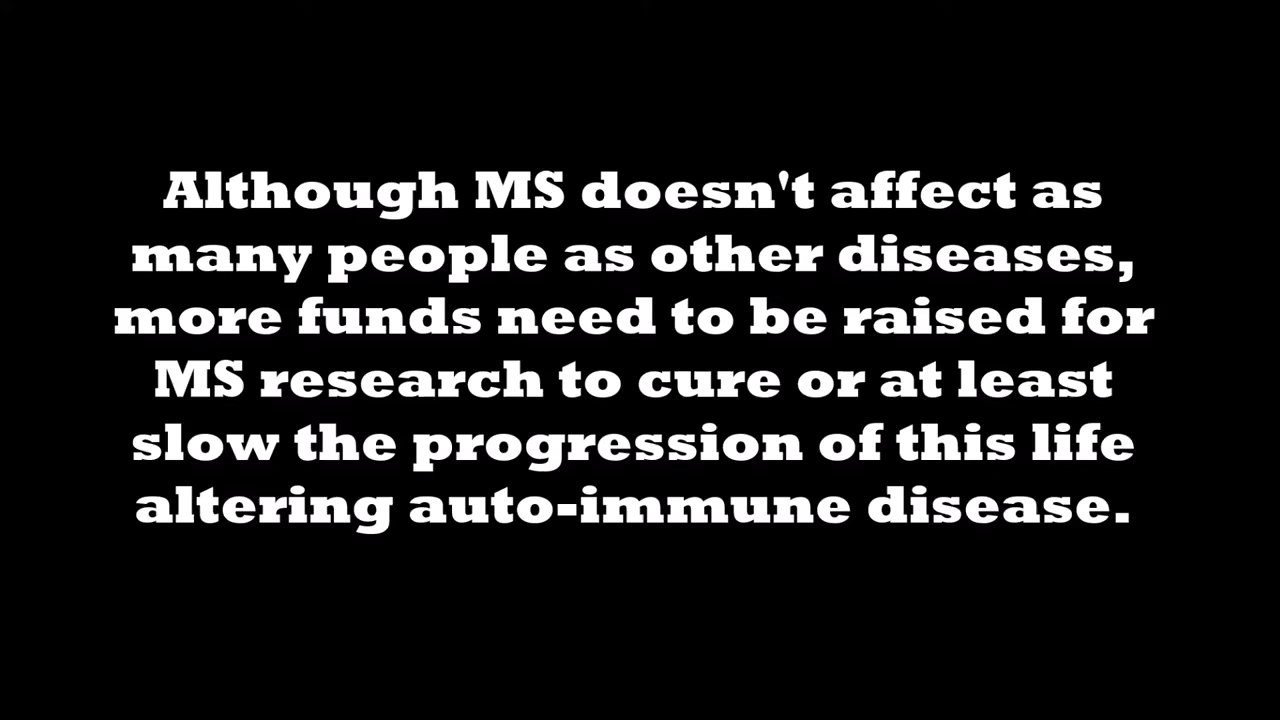 Although MS doesn't affect as
many people as other diseases,
more funds need to be raised for
MS research to cure or at least
slow the progression of this life
altering auto-immune disease.